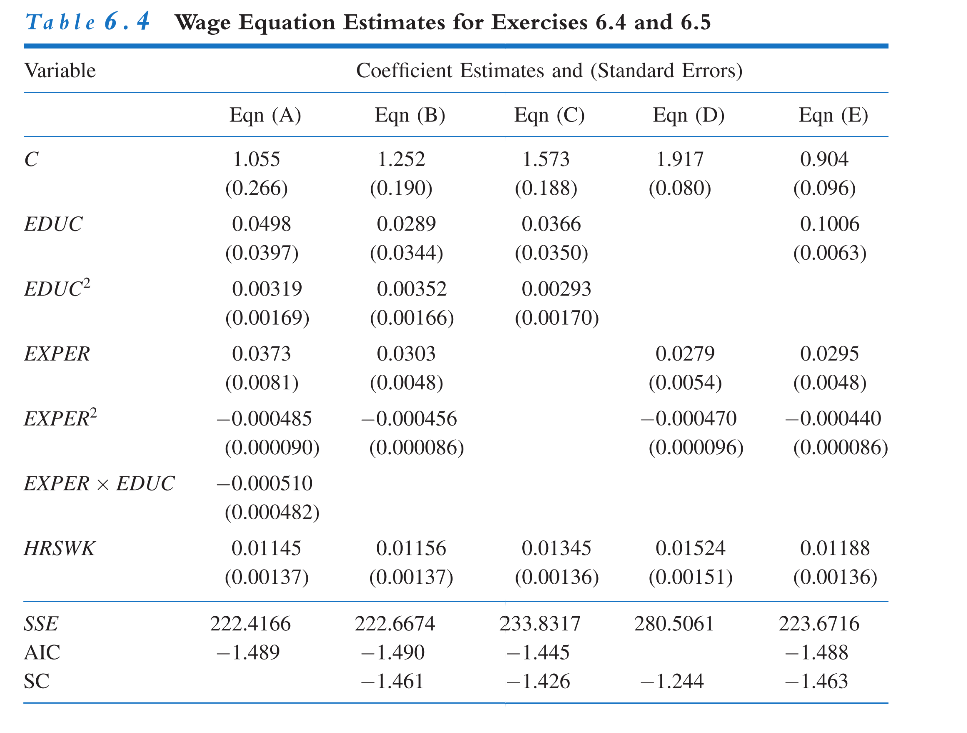 Table 6.4 Wage Equation Estimates for Exercises 6.4 and 6.5
Variable Coefficient Estimates and (Standard Errors)
Eqn (A) Eqn (B) Eqn (C) Eqn (D) Eqn (E)
C 1.055 1.252 1.573 1.917 0.904
(0.266) (0.190) (0.188) (0.080) (0.096)
EDUC 0.0498 0.0289 0.0366 0.1006
(0.0397) (0.0344) (0.0350) (0.0063)
EDUC² 0.00319 0.00352 0.00293
(0.00169) (0.00166) (0.00170)
EXPER 0.0373 0.0303 0.0279 0.0295
(0.0081) (0.0048) (0.0054) (0.0048)
EXPER² −0.000485 −0.000456 −0.000470 −0.000440
(0.000090) (0.000086) (0.000096) (0.000086)
EXPER × EDUC −0.000510
(0.000482)
HRSWK 0.01145 0.01156 0.01345 0.01524 0.01188
(0.00137) (0.00137) (0.00136) (0.00151) (0.00136)
SSE 222.4166 222.6674 233.8317 280.5061 223.6716
AIC −1.489 −1.490 −1.445 −1.488
SC −1.461 −1.426 −1.244 −1.463